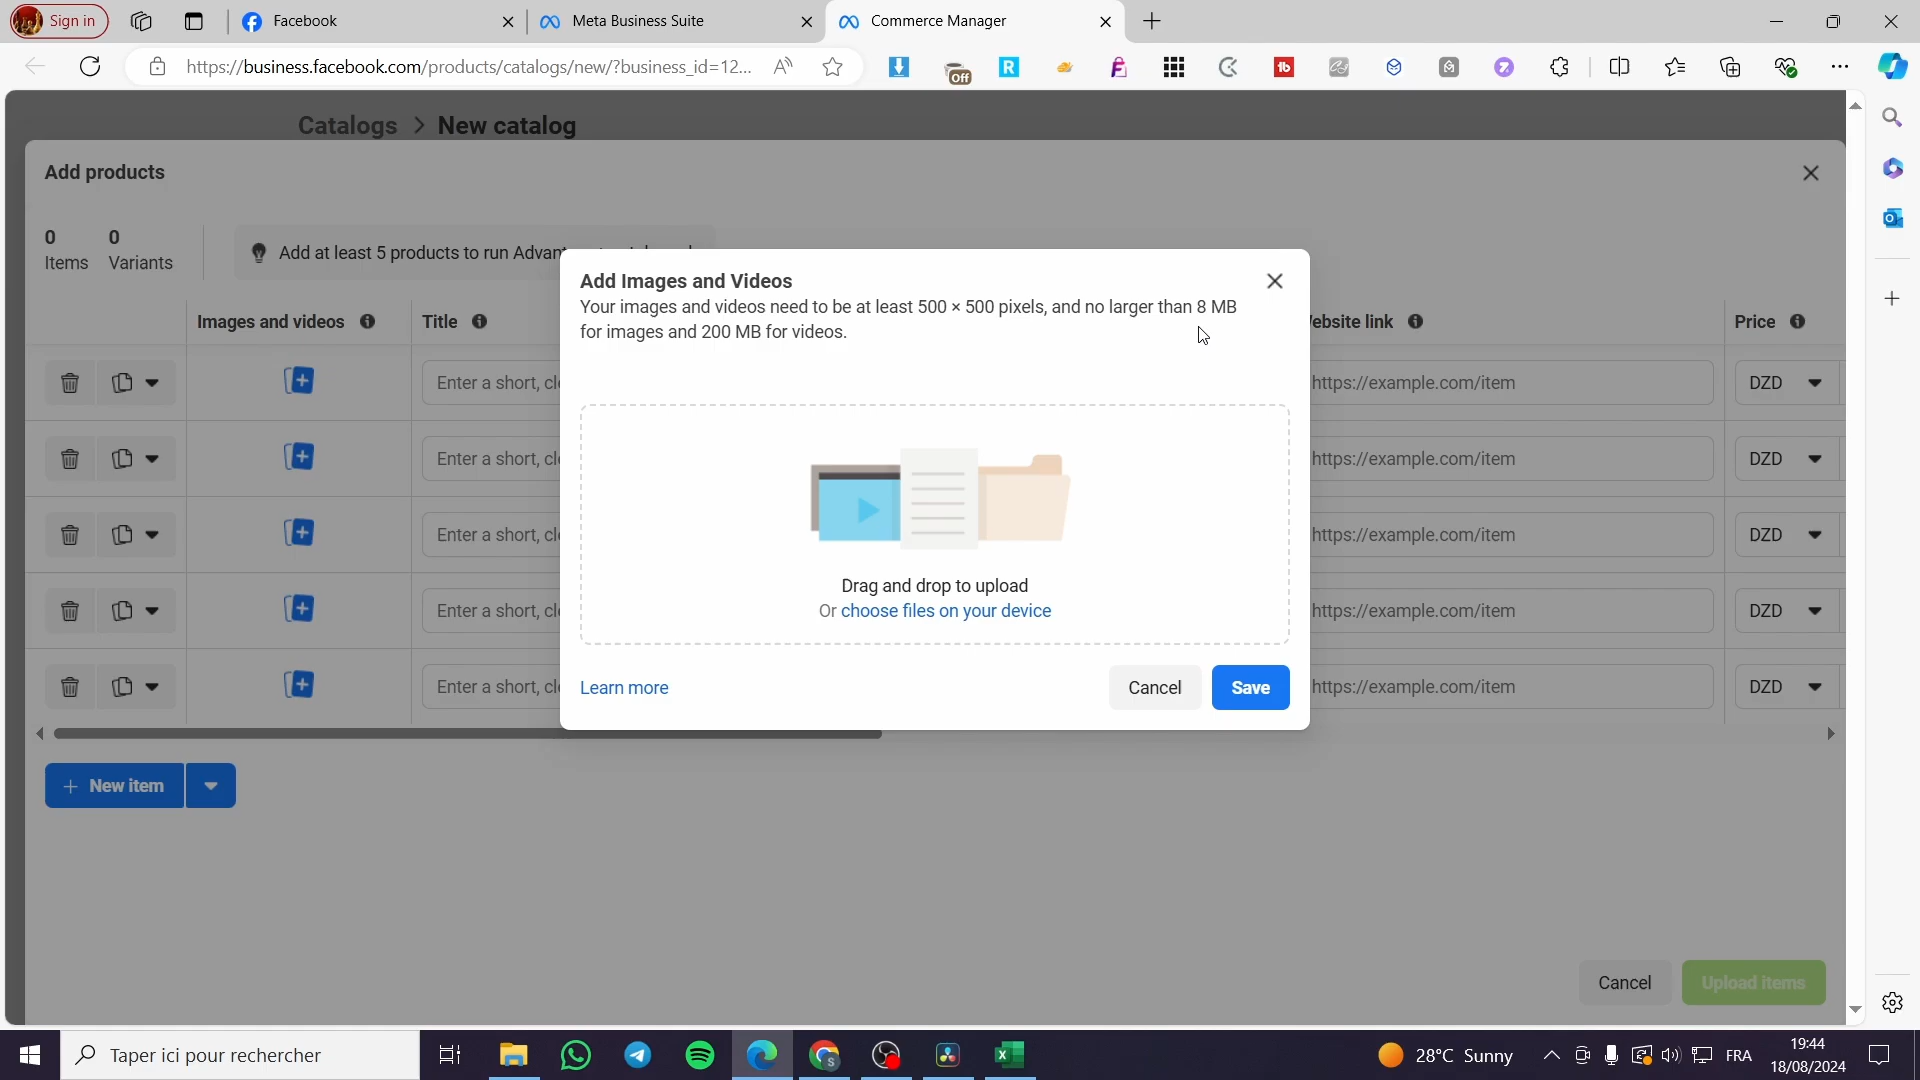 Sign in
Facebook
Meta Business Suite
Commerce Manager
https://business.facebook.com/products/catalogs/new/?business_id=12...
Off
Catalogs > New catalog
Add products
0 Items
0 Variants
Add at least 5 products to run
Images and videos
Title
Website link
Price
Enter a short,
https://example.com/item
DZD
Enter a short,
https://example.com/item
DZD
Enter a short,
https://example.com/item
DZD
Enter a short,
https://example.com/item
DZD
Enter a short,
https://example.com/item
DZD
Add Images and Videos
Your images and videos need to be at least 500 × 500 pixels, and no larger than 8 MB
for images and 200 MB for videos.
Drag and drop to upload
Or choose files on your device
Learn more
Cancel
Save
+ New item
Cancel
Upload items
Taper ici pour rechercher
28°C Sunny
FRA
19:44
18/08/2024